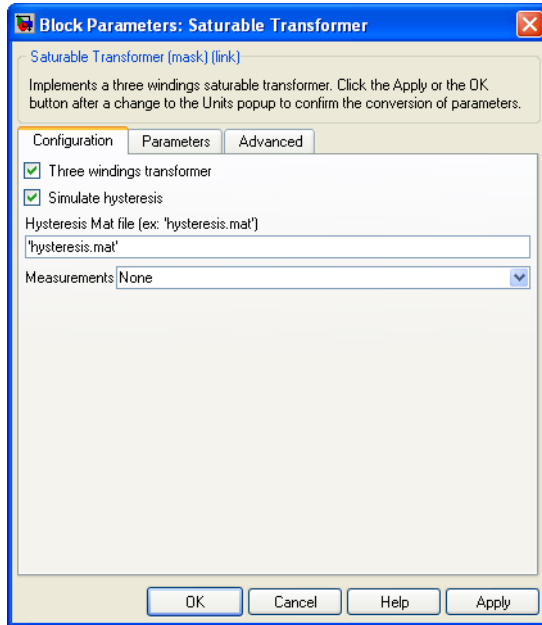 Block Parameters: Saturable Transformer
Saturable Transformer (mask) (link)
Implements a three windings saturable transformer. Click the Apply or the OK
button after a change to the Units popup to confirm the conversion of parameters.
Configuration Parameters Advanced
Three windings transformer
Simulate hysteresis
Hysteresis Mat file (ex: 'hysteresis.mat')
'hysteresis.mat'
Measurements None
OK Cancel Help Apply